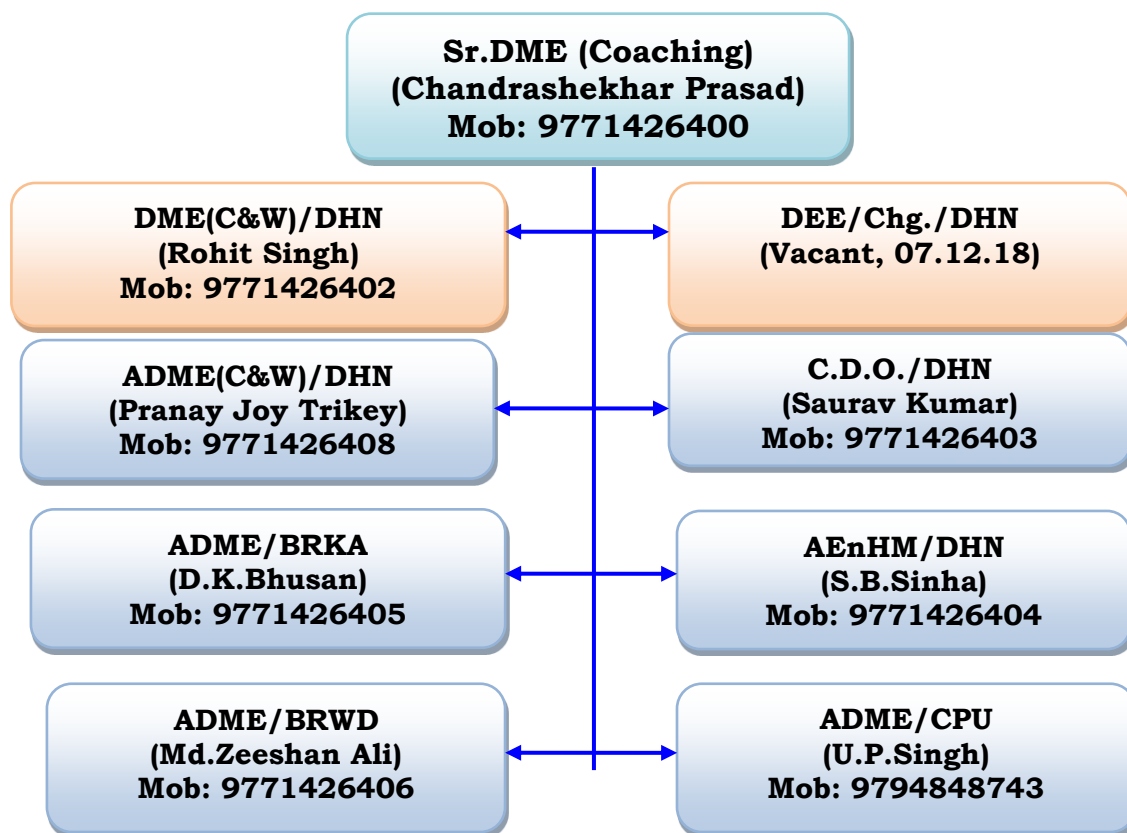 Sr.DME (Coaching)
(Chandrashekhar Prasad)
Mob: 9771426400
DME(C&W)/DHN
(Rohit Singh)
Mob: 9771426402
DEE/Chg./DHN
(Vacant, 07.12.18)
ADME(C&W)/DHN
(Pranay Joy Trikey)
Mob: 9771426408
C.D.O./DHN
(Saurav Kumar)
Mob: 9771426403
ADME/BRKA
(D.K.Bhusan)
Mob: 9771426405
AEnHM/DHN
(S.B.Sinha)
Mob: 9771426404
ADME/BRWD
(Md.Zeeshan Ali)
Mob: 9771426406
ADME/CPU
(U.P.Singh)
Mob: 9794848743